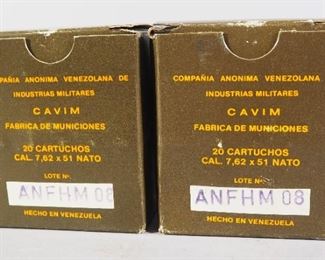 COMPAÑIA ANONIMA VENEZOLANA DE
INDUSTRIAS MILITARES
CAVIM
FABRICA DE MUNICIONES
20 CARTUCHOS
CAL. 7,62 x 51 NATO
LOTE Nº
ANFHM 08
HECHO EN VENEZUELA
COMPAÑIA ANONIMA VENEZOLANA
INDUSTRIAS MILITARES
CAVIM
FABRICA DE MUNICIONES
20 CARTUCHOS
CAL. 7,62 x 51 NATO
LOTE Nº
ANFHM 08
HECHO EN VENEZUELA